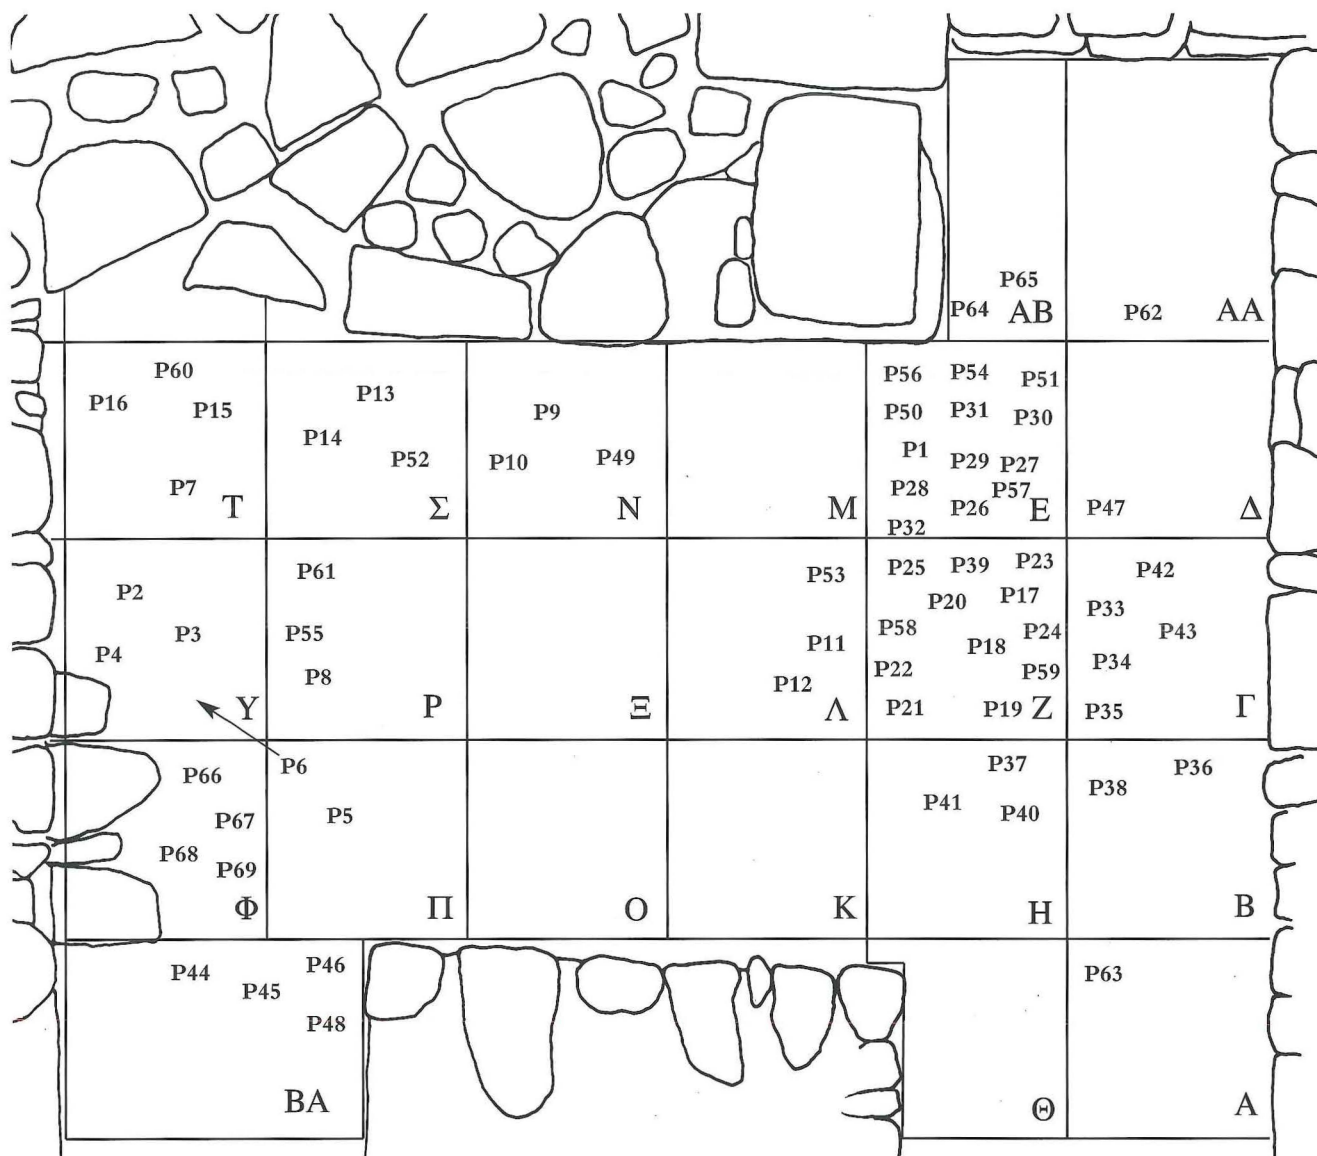 P65
P64 AB P62 AA
P60 P13 P56 P54 P51
P16 P15 P9 P50 P31 P30
P14 P52 P10 P49 P1 P29 P27
P7 P28 P57
T Σ N M P26 E P47 Δ
P32
P61 P53 P25 P39 P23 P42
P2 P20 P17 P33
P3 P55 P58 P24 P43
P4 P11 P18 P34
P8 P12 P22 P59
Y P Ξ Λ P21 P19 Z P35 Γ
P66 P6 P37 P36
P67 P5 P41 P40 P38
P68 P69
Φ Π O K H B
P44 P45 P46 P63
P48
BA Θ A